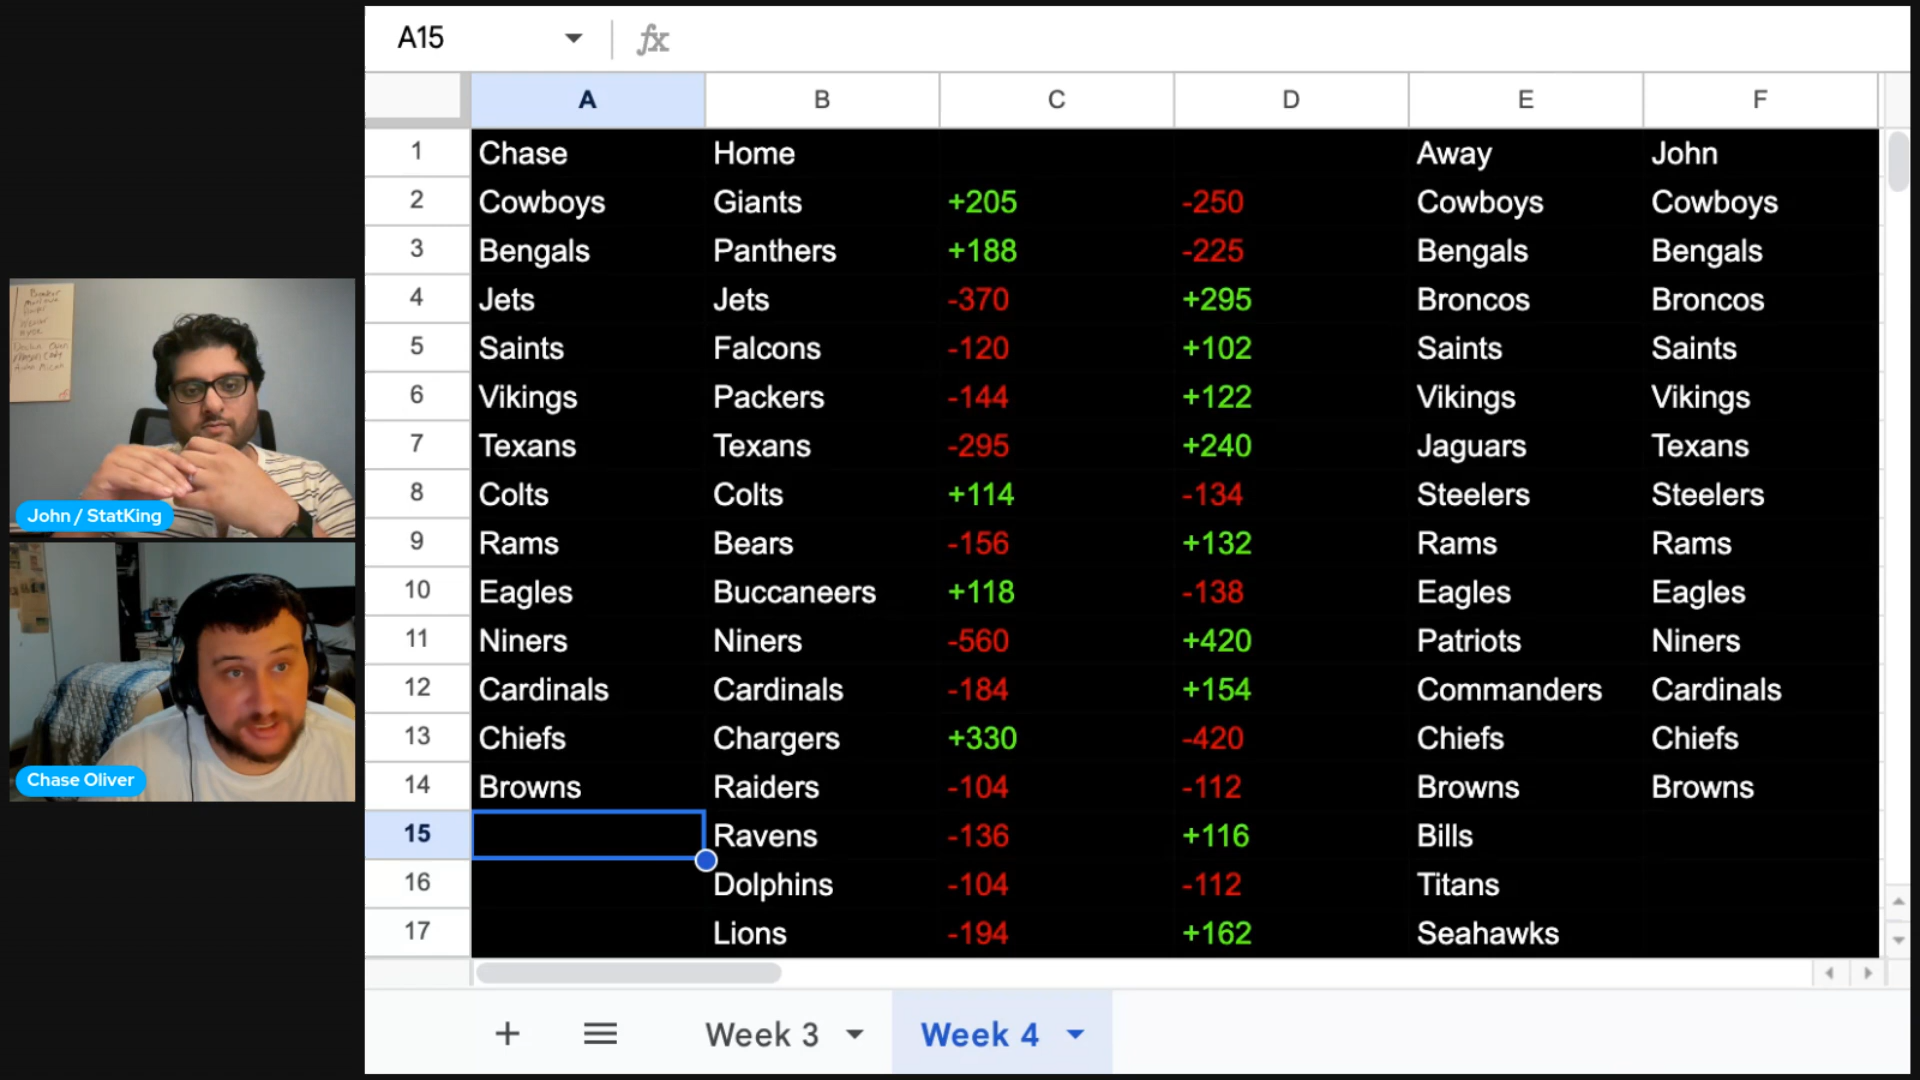 A15 fx
A B C D E F
1 Chase Home Away John
2 Cowboys Giants +205 -250 Cowboys Cowboys
3 Bengals Panthers +188 -225 Bengals Bengals
4 Jets Jets -370 +295 Broncos Broncos
5 Saints Falcons -120 +102 Saints Saints
6 Vikings Packers -144 +122 Vikings Vikings
7 Texans Texans -295 +240 Jaguars Texans
8 Colts Colts +114 -134 Steelers Steelers
9 Rams Bears -156 +132 Rams Rams
10 Eagles Buccaneers +118 -138 Eagles Eagles
11 Niners Niners -560 +420 Patriots Niners
12 Cardinals Cardinals -184 +154 Commanders Cardinals
13 Chiefs Chargers +330 -420 Chiefs Chiefs
14 Browns Raiders -104 -112 Browns Browns
15 Ravens -136 +116 Bills
16 Dolphins -104 -112 Titans
17 Lions -194 +162 Seahawks
Week 3 Week 4
John / StatKing
Chase Oliver